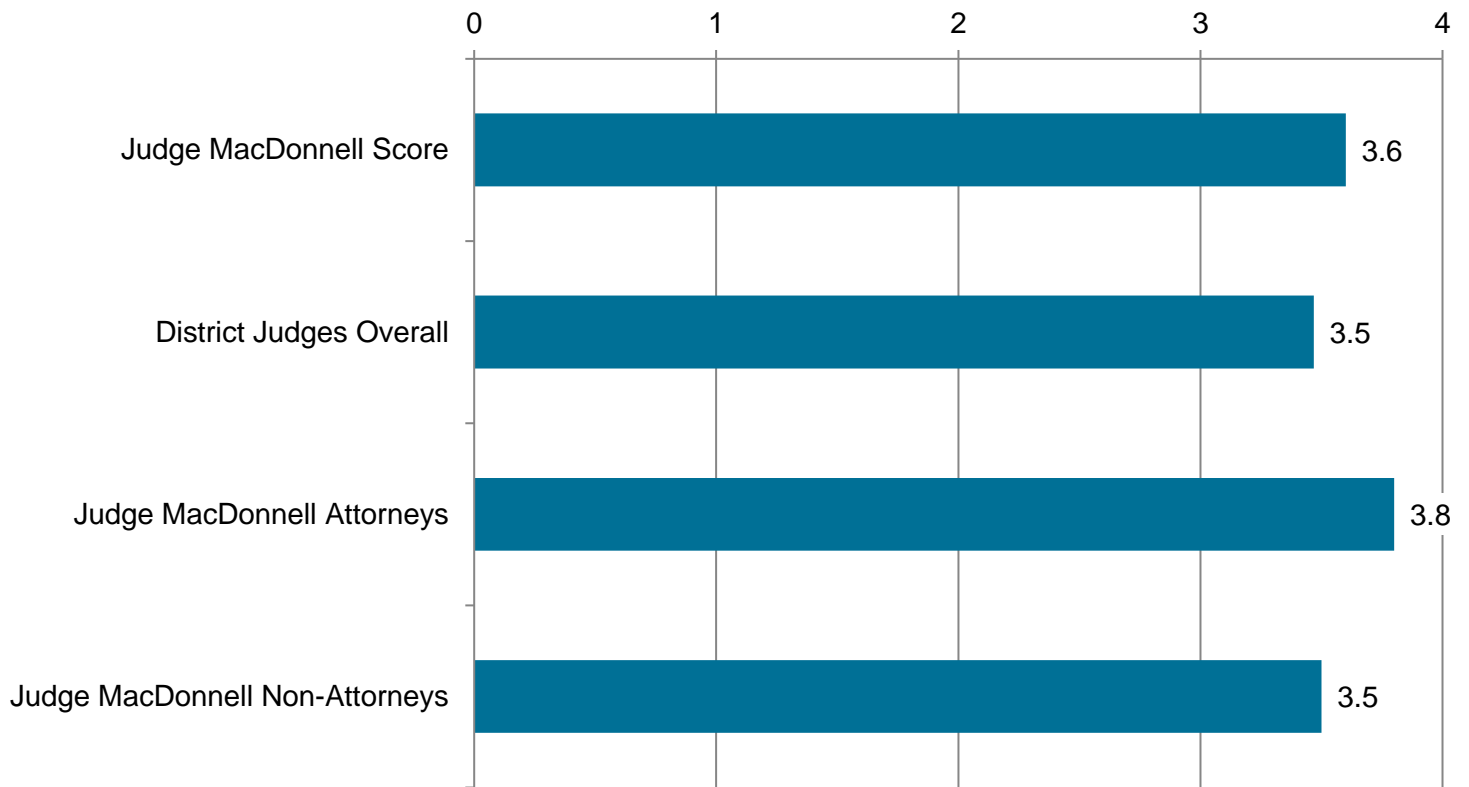 0 1 2 3 4
Judge MacDonnell Score 3.6
District Judges Overall 3.5
Judge MacDonnell Attorneys 3.8
Judge MacDonnell Non-Attorneys 3.5